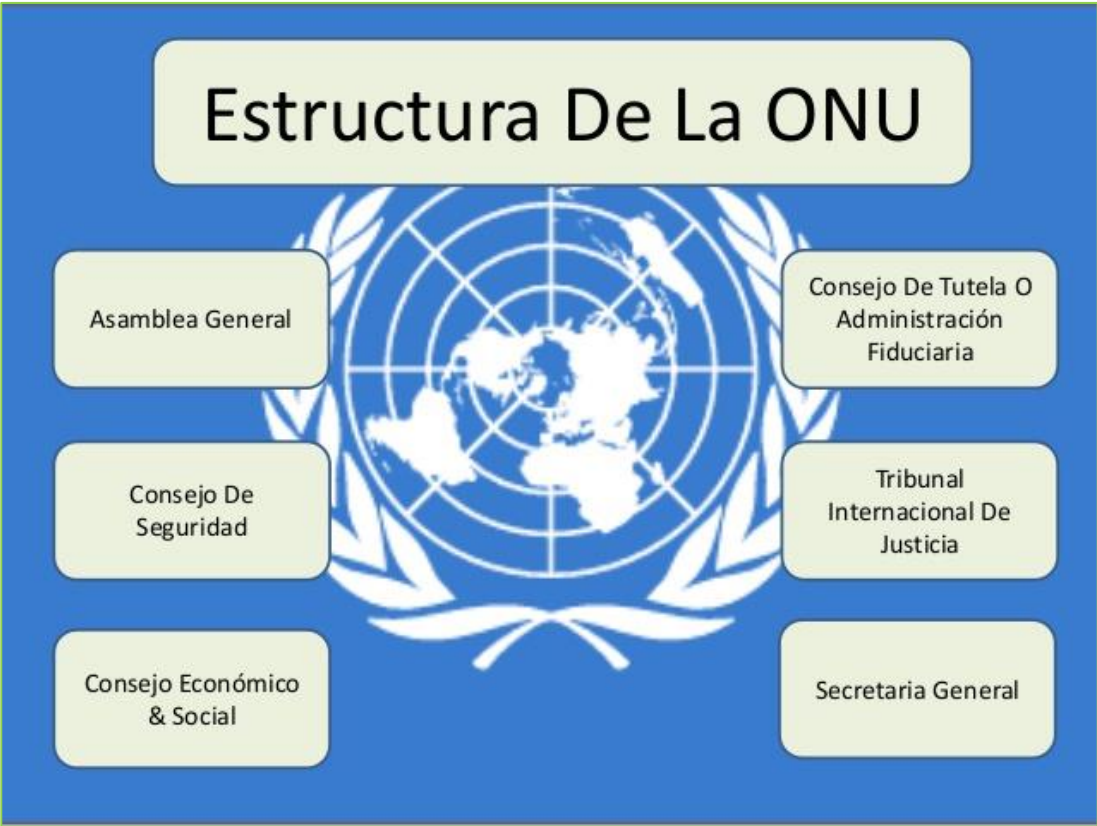 Estructura De La ONU
Asamblea General
Consejo De
Seguridad
Consejo Económico
& Social
Consejo De Tutela O
Administración
Fiduciaria
Tribunal
Internacional De
Justicia
Secretaria General